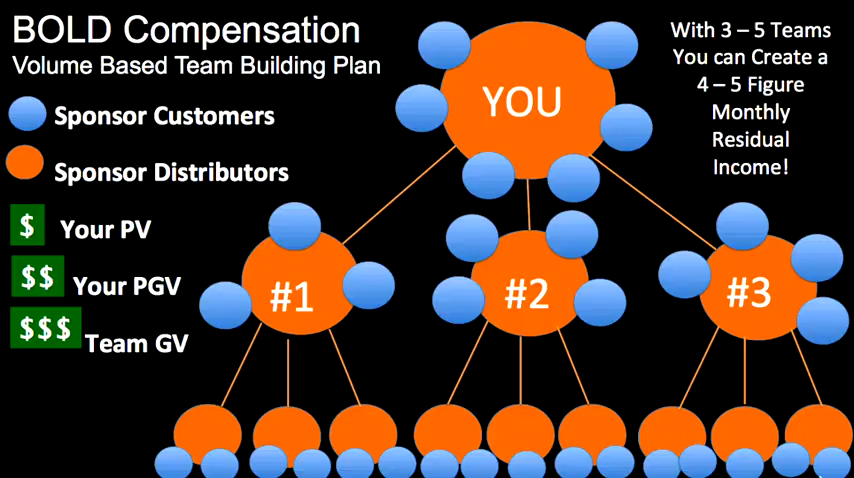 BOLD Compensation
Volume Based Team Building Plan
Sponsor Customers
Sponsor Distributors
$ Your PV
$$ Your PGV
$$$ Team GV
YOU
With 3 – 5 Teams
You can Create a
4 – 5 Figure
Monthly
Residual
Income!
#1
#2
#3